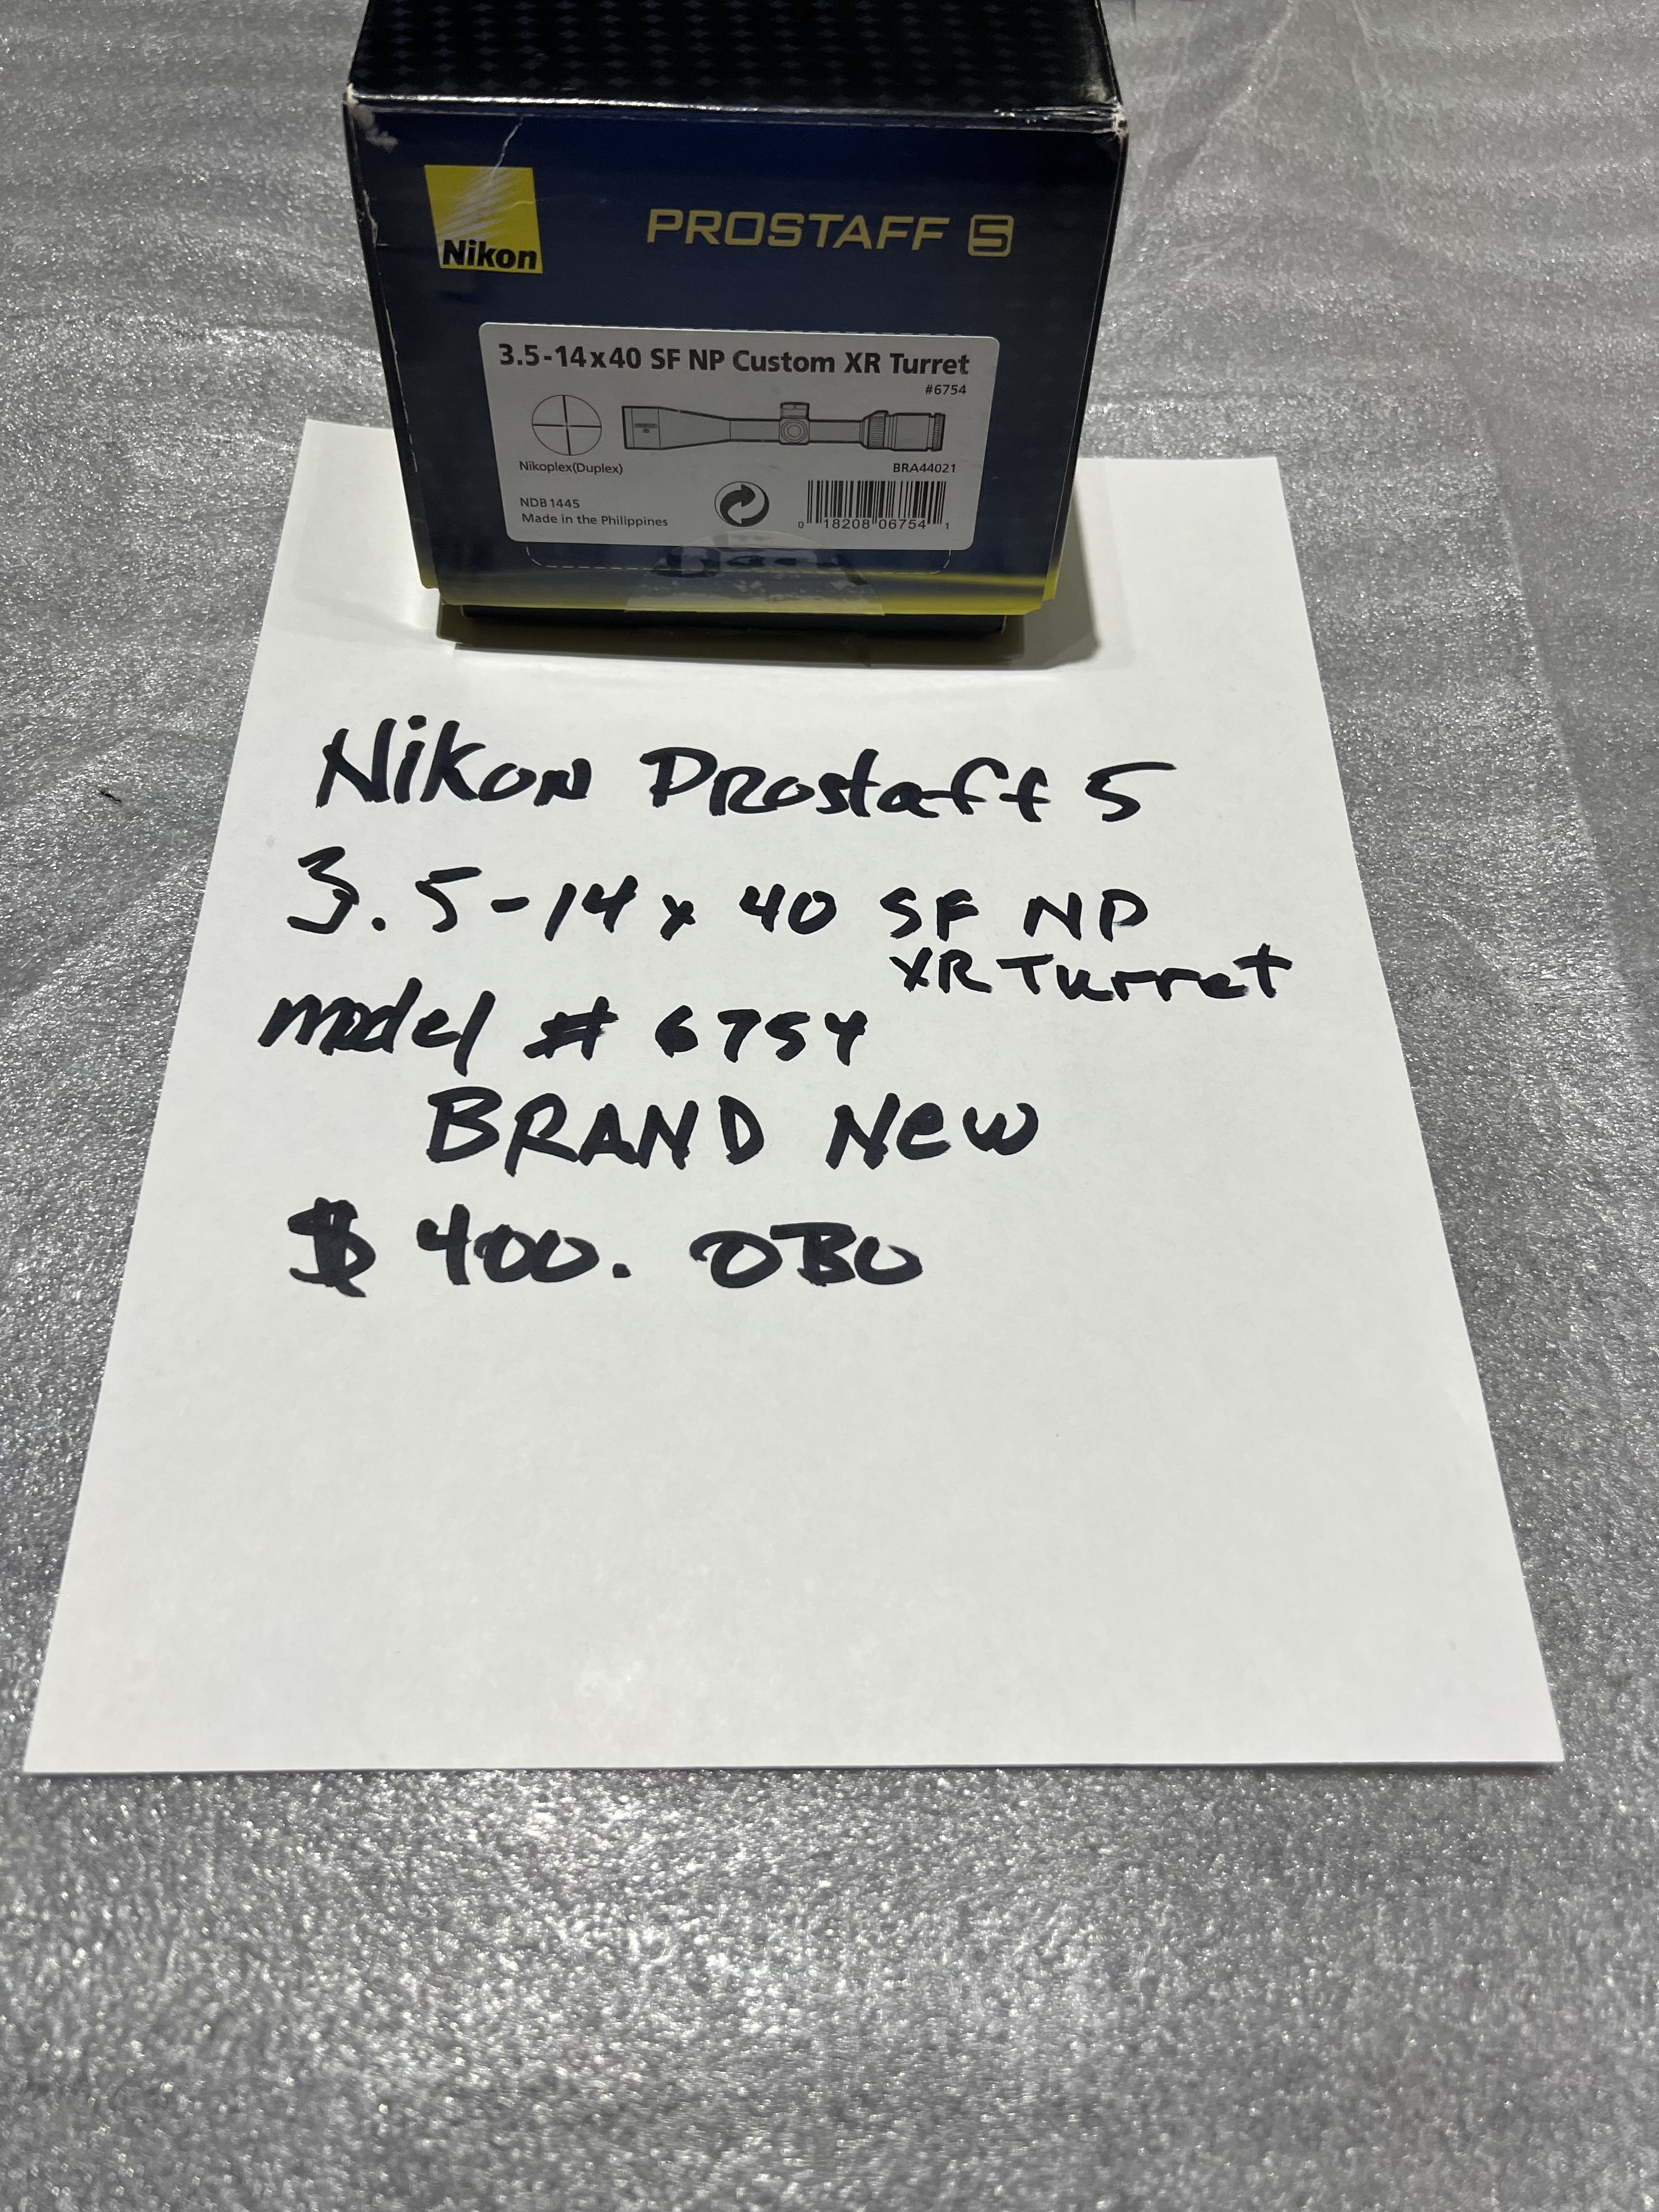 Nikon
PROSTAFF 5
3.5-14x40 SF NP Custom XR Turret
#6754
Nikoplex(Duplex)
BRA44021
NDB1445
Made in the Philippines
0 18208 06754 1
Nikon Prostaff 5
3.5-14x40 SF NP
XR Turret
model # 6754
BRAND New
$400. OBO